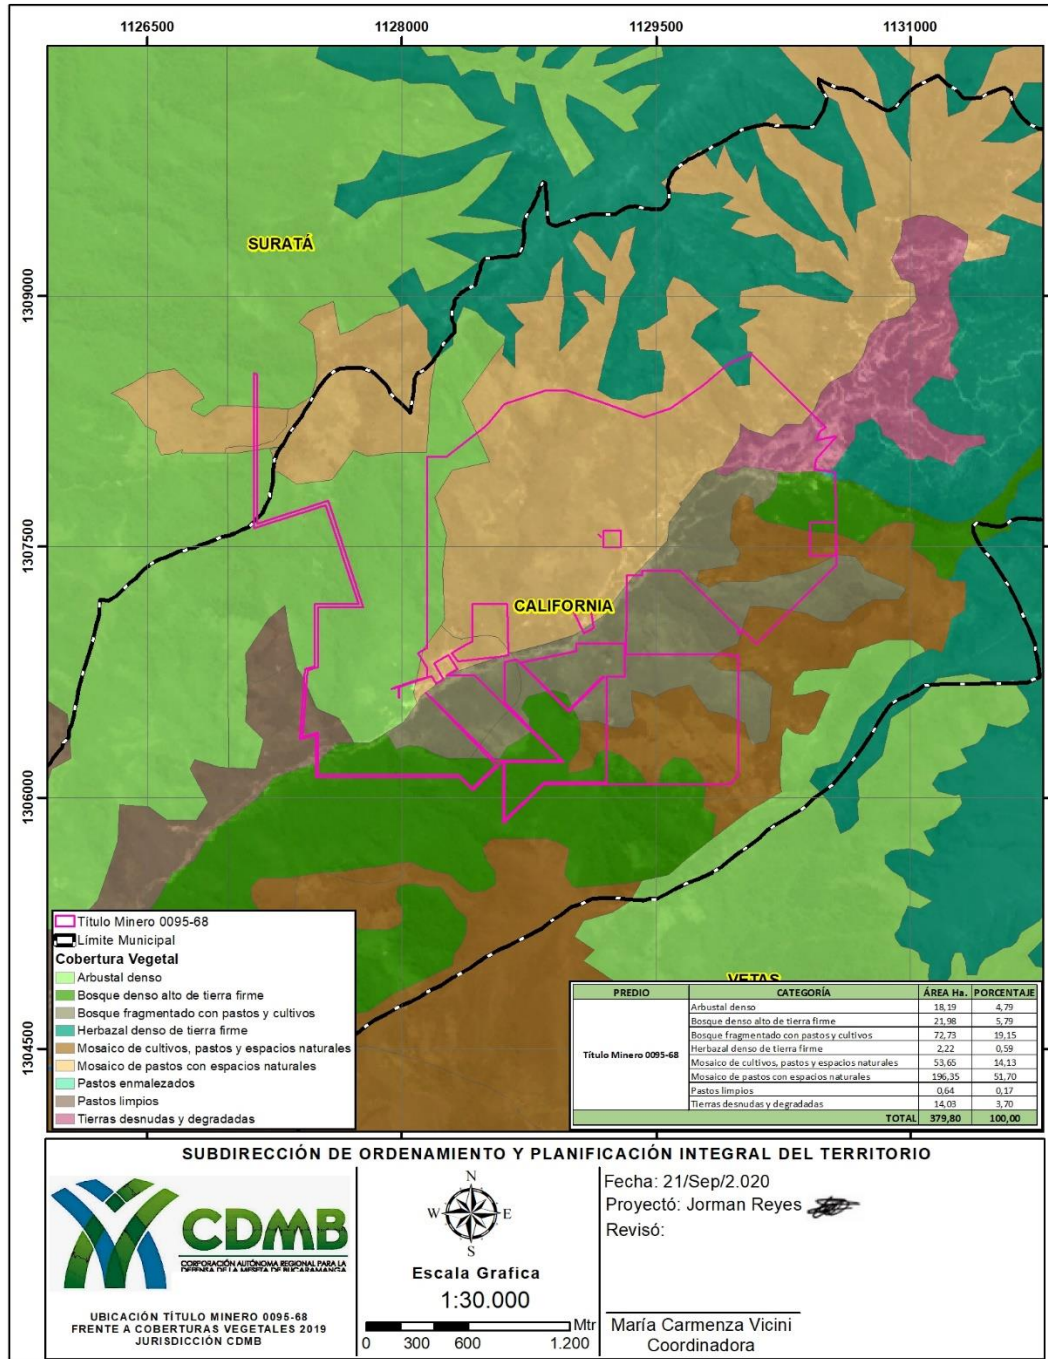 1126500 1128000 1129500 1131000
1309000
1307500
1306000
1304500
SURATÁ
CALIFORNIA
VETAS
Título Minero 0095-68
Límite Municipal
Cobertura Vegetal
Arbustal denso
Bosque denso alto de tierra firme
Bosque fragmentado con pastos y cultivos
Herbazal denso de tierra firme
Mosaico de cultivos, pastos y espacios naturales
Mosaico de pastos con espacios naturales
Pastos enmalezados
Pastos limpios
Tierras desnudas y degradadas
PREDIO CATEGORÍA ÁREA Ha. PORCENTAJE
Título Minero 0095-68
Arbustal denso 18,19 4,79
Bosque denso alto de tierra firme 21,98 5,79
Bosque fragmentado con pastos y cultivos 72,73 19,15
Herbazal denso de tierra firme 2,22 0,59
Mosaico de cultivos, pastos y espacios naturales 53,65 14,13
Mosaico de pastos con espacios naturales 196,35 51,70
Pastos limpios 0,64 0,17
Tierras desnudas y degradadas 14,03 3,70
TOTAL 379,80 100,00
SUBDIRECCIÓN DE ORDENAMIENTO Y PLANIFICACIÓN INTEGRAL DEL TERRITORIO
CDMB
CORPORACIÓN AUTÓNOMA REGIONAL PARA LA
DEFENSA DE LA MESETA DE BUCARAMANGA
UBICACIÓN TÍTULO MINERO 0095-68
FRENTE A COBERTURAS VEGETALES 2019
JURISDICCIÓN CDMB
N
W E
S
Escala Grafica
1:30.000
Mtr
0 300 600 1.200
Fecha: 21/Sep/2.020
Proyectó: Jorman Reyes
Revisó:
María Carmenza Vicini
Coordinadora